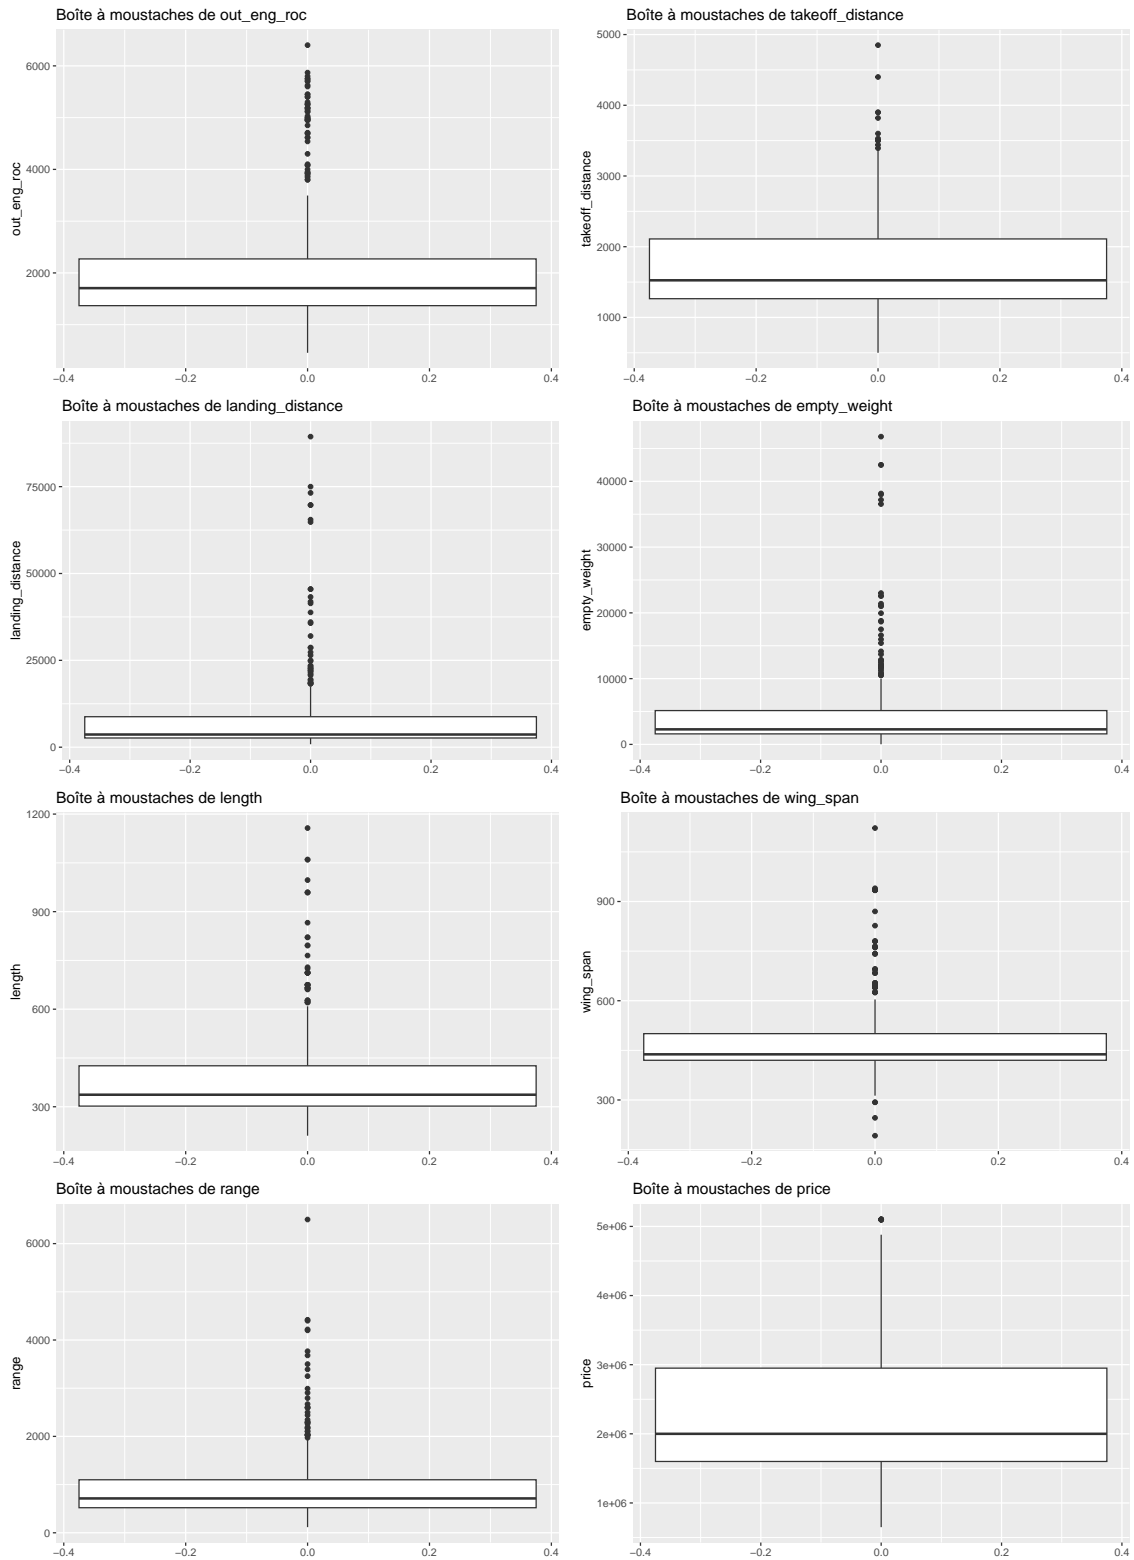 Boîte à moustaches de out_eng_roc
out_eng_roc
6000
4000
2000
−0.4 −0.2 0.0 0.2 0.4
Boîte à moustaches de takeoff_distance
takeoff_distance
5000
4000
3000
2000
1000
−0.4 −0.2 0.0 0.2 0.4
Boîte à moustaches de landing_distance
landing_distance
75000
50000
25000
0
−0.4 −0.2 0.0 0.2 0.4
Boîte à moustaches de empty_weight
empty_weight
40000
30000
20000
10000
0
−0.4 −0.2 0.0 0.2 0.4
Boîte à moustaches de length
length
1200
900
600
300
−0.4 −0.2 0.0 0.2 0.4
Boîte à moustaches de wing_span
wing_span
900
600
300
−0.4 −0.2 0.0 0.2 0.4
Boîte à moustaches de range
range
6000
4000
2000
0
−0.4 −0.2 0.0 0.2 0.4
Boîte à moustaches de price
price
5e+06
4e+06
3e+06
2e+06
1e+06
−0.4 −0.2 0.0 0.2 0.4